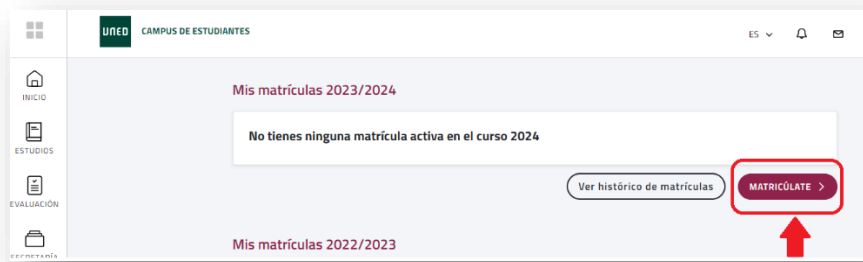 UNED CAMPUS DE ESTUDIANTES
ES
INICIO
ESTUDIOS
EVALUACIÓN
SECRETARÍA
Mis matrículas 2023/2024
No tienes ninguna matrícula activa en el curso 2024
Ver histórico de matrículas
MATRICÚLATE >
Mis matrículas 2022/2023